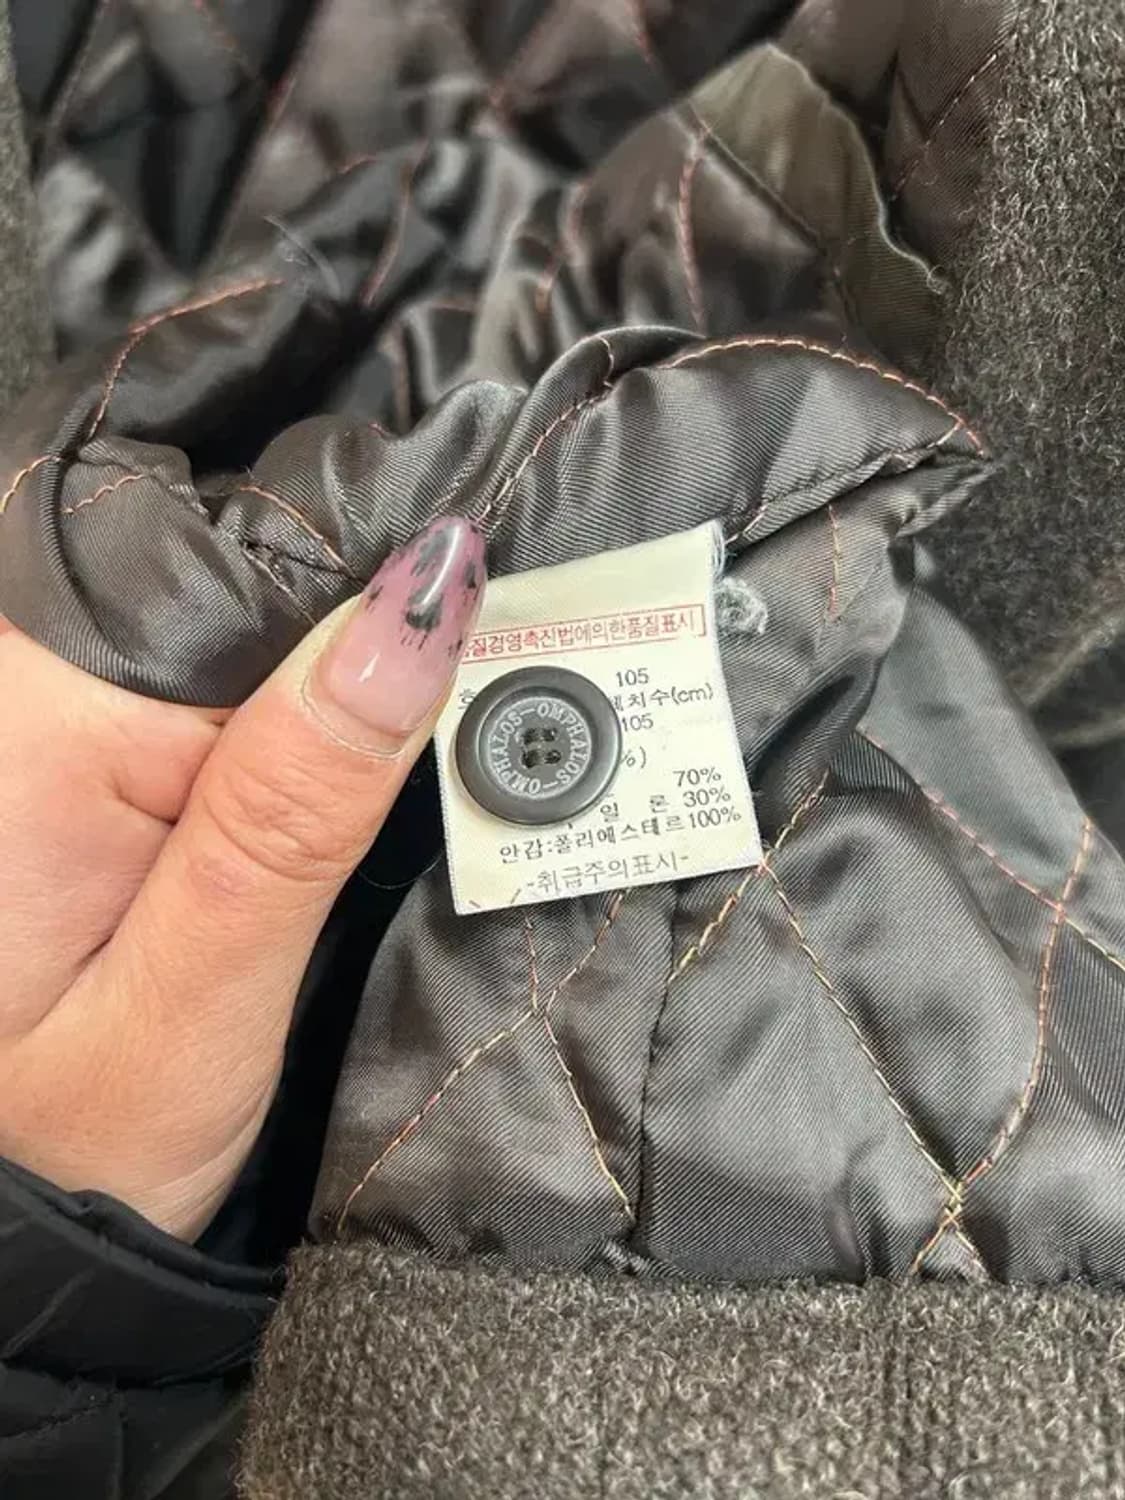 질경영촉진법에의한품질표시]
105
체치수(cm)
105
%)
70%
일 론 30%
안감:폴리에스테르100%
-취급주의표시-
OMPHALOS-OMPHALOS-